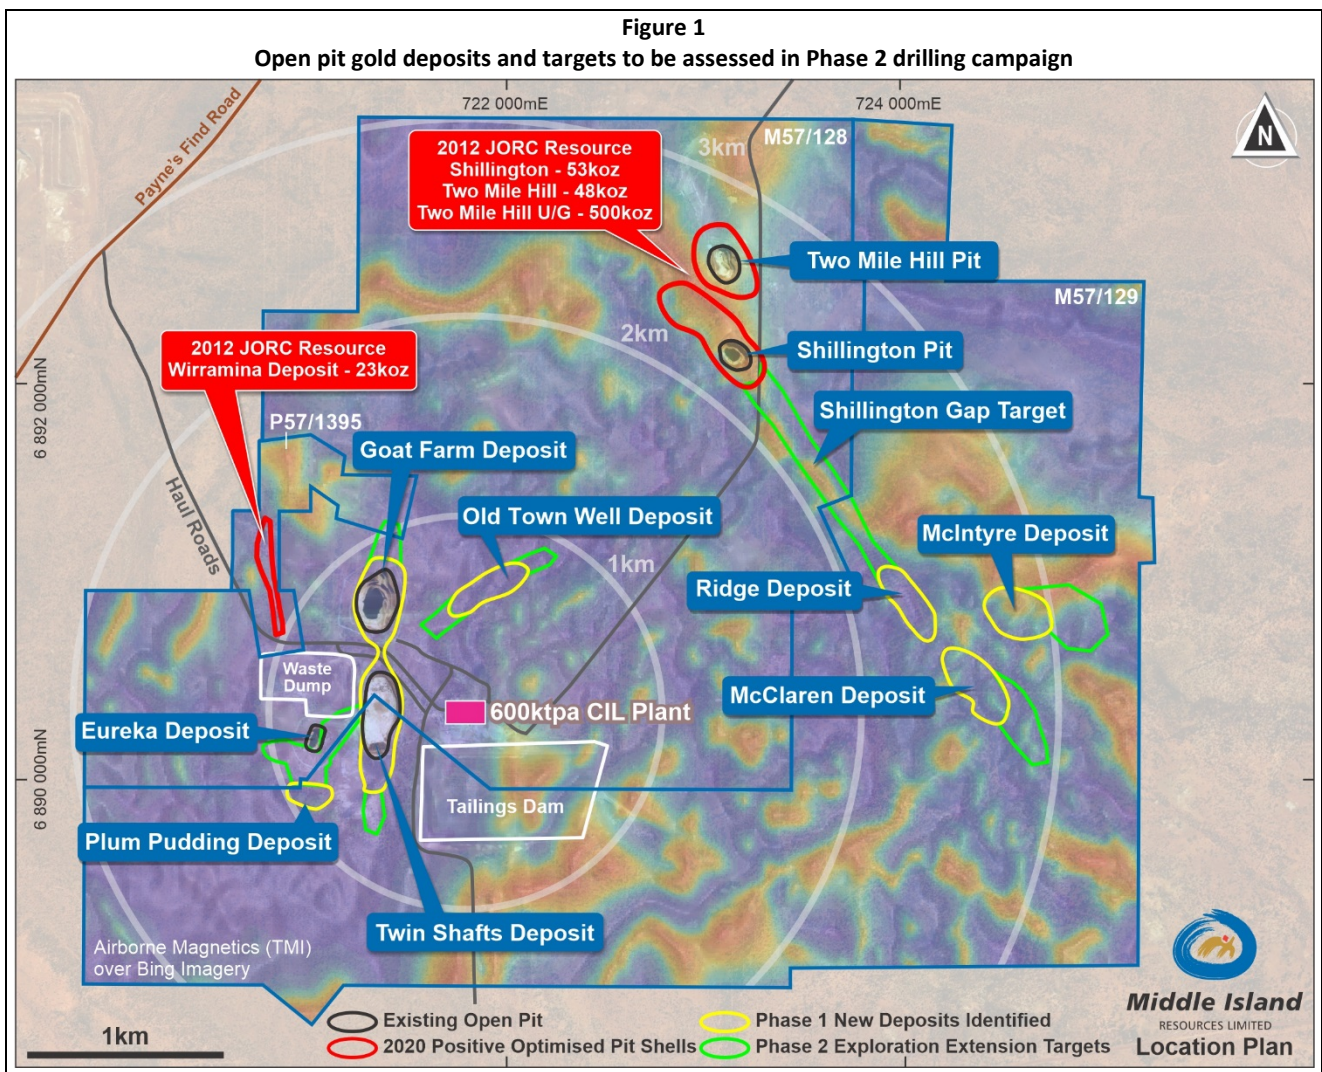 Figure 1
Open pit gold deposits and targets to be assessed in Phase 2 drilling campaign
722 000mE
724 000mE
Payne's Find Road
N
2012 JORC Resource
Shillington - 53koz
Two Mile Hill - 48koz
Two Mile Hill U/G - 500koz
3km
M57/128
Two Mile Hill Pit
M57/129
2km
Shillington Pit
2012 JORC Resource
Wirramina Deposit - 23koz
6 892 000mN
Shillington Gap Target
P57/1395
Goat Farm Deposit
Haul Roads
Old Town Well Deposit
McIntyre Deposit
1km
Ridge Deposit
Waste
Dump
McClaren Deposit
600ktpa CIL Plant
Eureka Deposit
6 890 000mN
Tailings Dam
Plum Pudding Deposit
Twin Shafts Deposit
Airborne Magnetics (TMI)
over Bing Imagery
Middle Island
RESOURCES LIMITED
Location Plan
1km
Existing Open Pit
Phase 1 New Deposits Identified
2020 Positive Optimised Pit Shells
Phase 2 Exploration Extension Targets